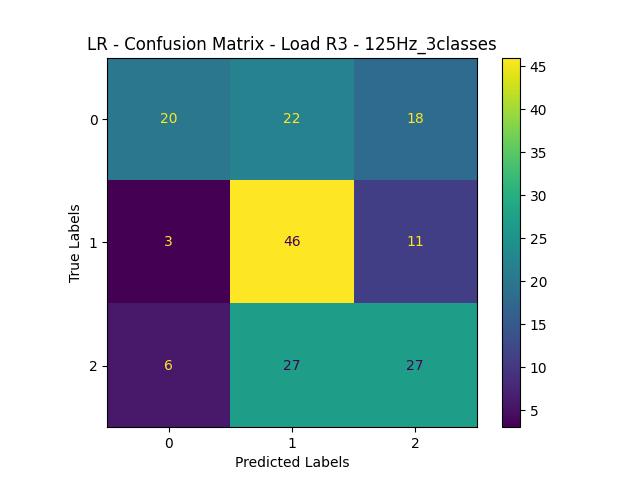 LR - Confusion Matrix - Load R3 - 125Hz_3classes
True Labels
0
20 22 18
1
3 46 11
2
6 27 27
0 1 2
Predicted Labels
45
40
35
30
25
20
15
10
5